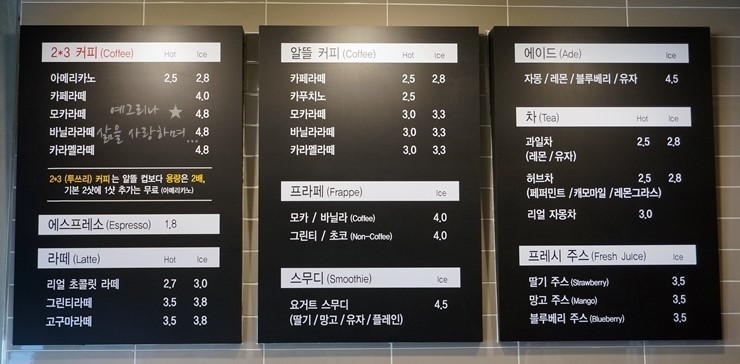 2*3 커피 (Coffee) Hot Ice
아메리카노 2,5 2,8
카페라떼 4,0
모카라떼 4,8
바닐라라떼 4,8
카라멜라떼 4,8
예그리나 ★
삶을 사랑하며...
2*3 (투쓰리) 커피는 알뜰 컵보다 용량은 2배,
기본 2샷에 1샷 추가는 무료 (아메리카노)
에스프레소 (Espresso) 1,8
라떼 (Latte) Hot Ice
리얼 초콜릿 라떼 2,7 3,0
그린티라떼 3,5 3,8
고구마라떼 3,5 3,8
알뜰 커피 (Coffee) Hot Ice
카페라떼 2,5 2,8
카푸치노 2,5
모카라떼 3,0 3,3
바닐라라떼 3,0 3,3
카라멜라떼 3,0 3,3
프라페 (Frappe) Ice
모카 / 바닐라 (Coffee) 4,0
그린티 / 초코 (Non-Coffee) 4,0
스무디 (Smoothie) Ice
요거트 스무디 4,5
(딸기 / 망고 / 유자 / 플레인)
에이드 (Ade) Ice
자몽 / 레몬 / 블루베리 / 유자 4,5
차 (Tea) Hot Ice
과일차 2,5 2,8
(레몬 / 유자)
허브차 2,5 2,8
(페퍼민트 / 캐모마일 / 레몬그라스)
리얼 자몽차 3,0
프레시 주스 (Fresh Juice) Ice
딸기 주스 (Strawberry) 3,5
망고 주스 (Mango) 3,5
블루베리 주스 (Blueberry) 3,5